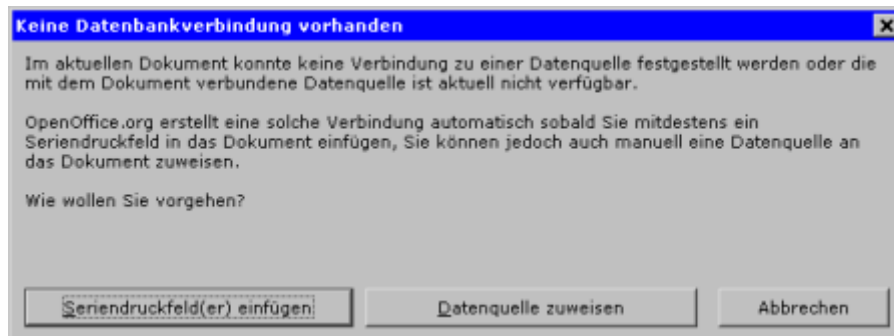 Keine Datenbankverbindung vorhanden
Im aktuellen Dokument konnte keine Verbindung zu einer Datenquelle festgestellt werden oder die
mit dem Dokument verbundene Datenquelle ist aktuell nicht verfügbar.
OpenOffice.org erstellt eine solche Verbindung automatisch sobald Sie mitdestens ein
Seriendruckfeld in das Dokument einfügen, Sie können jedoch auch manuell eine Datenquelle an
das Dokument zuweisen.
Wie wollen Sie vorgehen?
Seriendruckfeld(er) einfügen Datenquelle zuweisen Abbrechen